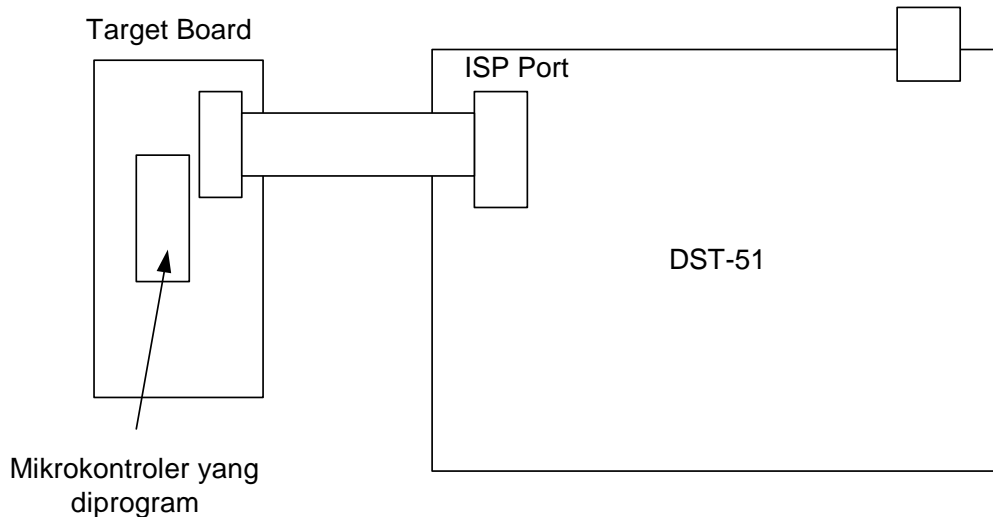 Target Board
ISP Port
DST-51
Mikrokontroler yang
diprogram